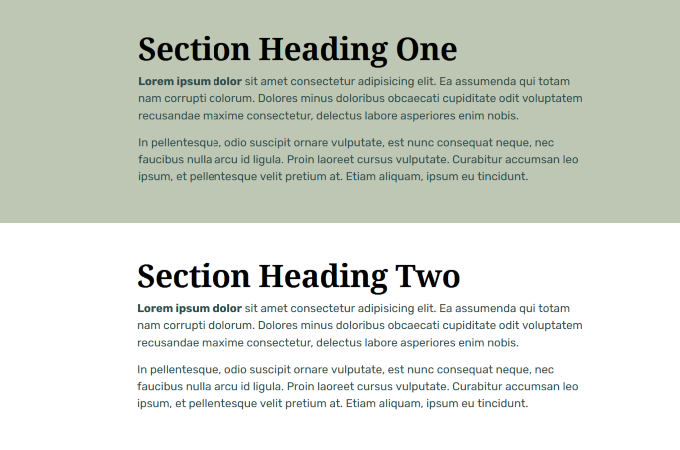 Section Heading One
Lorem ipsum dolor sit amet consectetur adipisicing elit. Ea assumenda qui totam
nam corrupti colorum. Dolores minus doloribus obcaecati cupiditate odit voluptatem
recusandae maxime consectetur, delectus labore asperiores enim nobis.
In pellentesque, odio suscipit ornare vulputate, est nunc consequat neque, nec
faucibus nulla arcu id ligula. Proin laoreet cursus vulputate. Curabitur accumsan leo
ipsum, et pellentesque velit pretium at. Etiam aliquam, ipsum eu tincidunt.
Section Heading Two
Lorem ipsum dolor sit amet consectetur adipisicing elit. Ea assumenda qui totam
nam corrupti dolorum. Dolores minus doloribus obcaecati cupiditate odit voluptatem
recusandae maxime consectetur, delectus labore asperiores enim nobis.
In pellentesque, odio suscipit ornare vulputate, est nunc consequat neque, nec
faucibus nulla arcu id ligula. Proin laoreet cursus vulputate. Curabitur accumsan leo
ipsum, et pellentesque velit pretium at. Etiam aliquam, ipsum eu tincidunt.